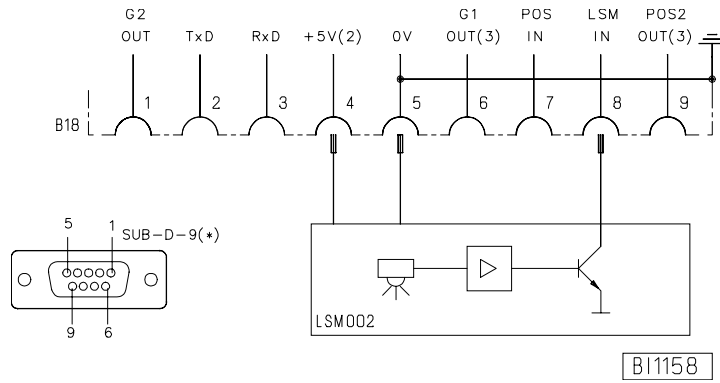 G2 G1 POS LSM POS2
OUT TxD RxD +5V(2) 0V OUT(3) IN IN OUT(3)
1 2 3 4 5 6 7 8 9
B18
5 1 SUB-D-9(*)
9 6
LSM002
BI1158